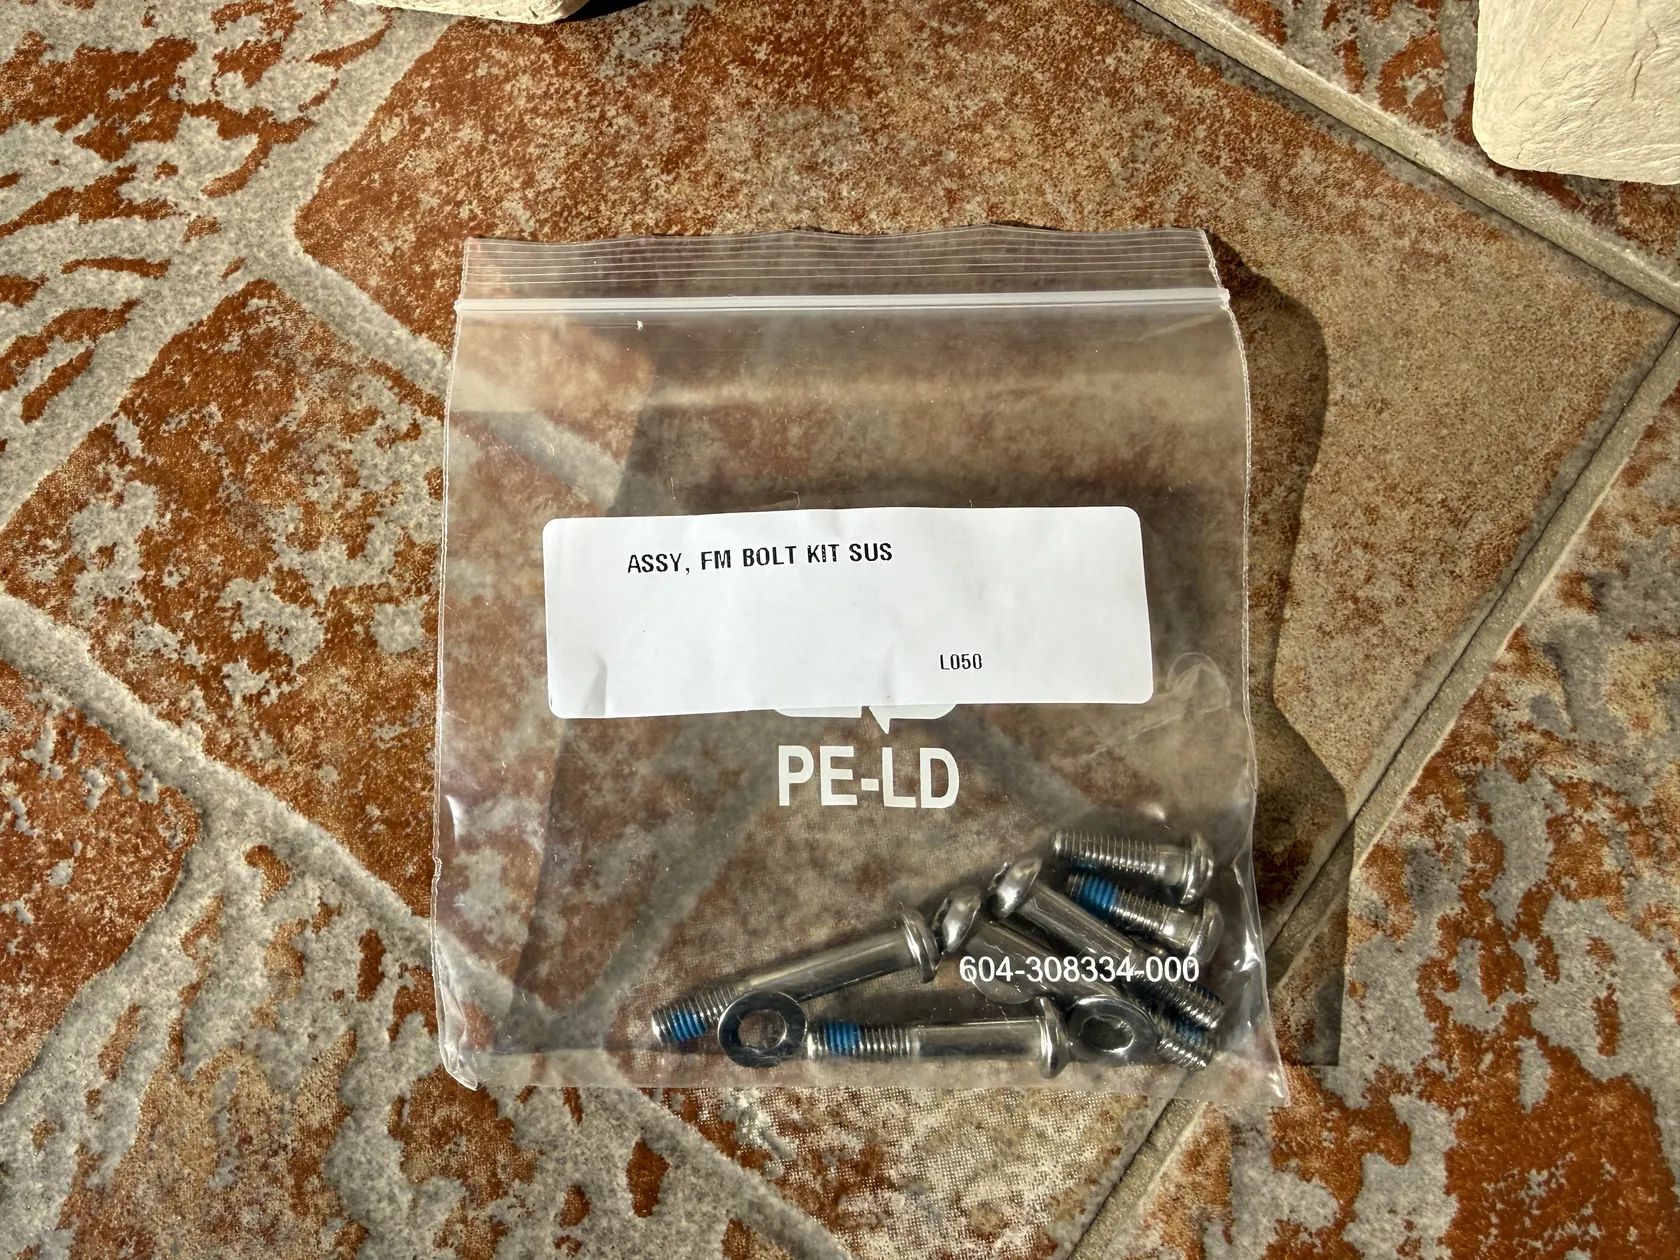 ASSY, FM BOLT KIT SUS
L050
PE-LD
604-308334-000